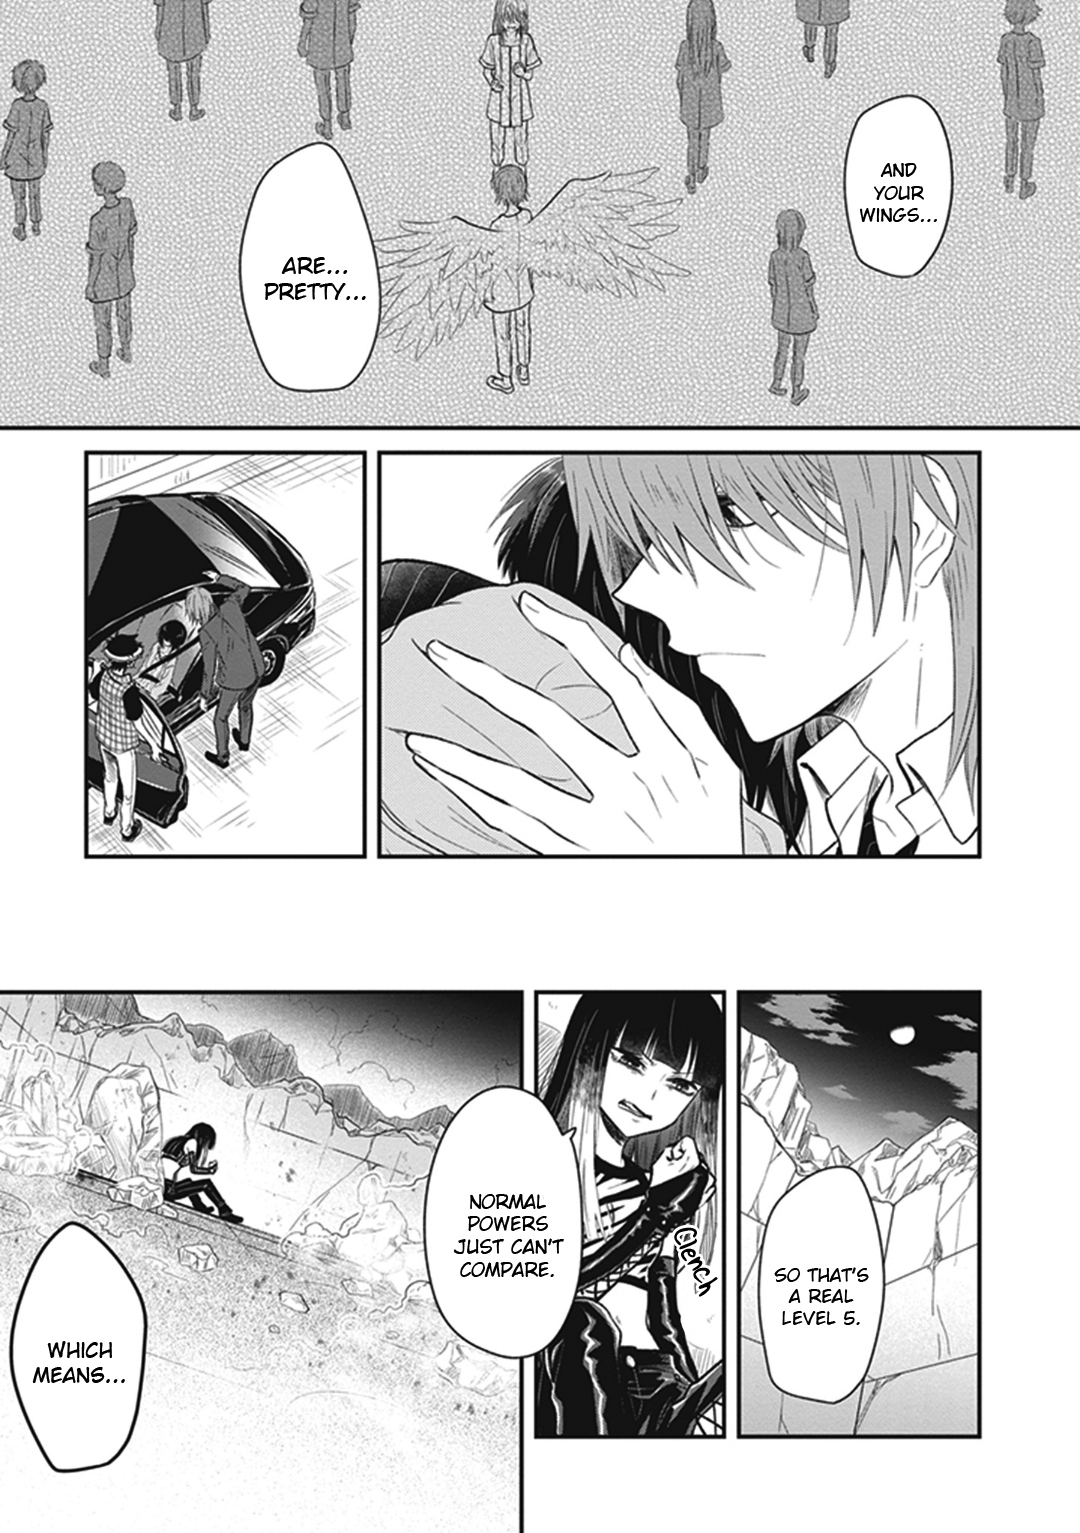 AND
YOUR
WINGS...
ARE...
PRETTY...
SO THAT'S
A REAL
LEVEL 5.
Clench
NORMAL
POWERS
JUST CAN'T
COMPARE.
WHICH
MEANS...